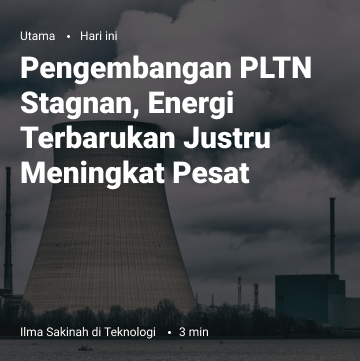 Utama • Hari ini
Pengembangan PLTN
Stagnan, Energi
Terbarukan Justru
Meningkat Pesat
Ilma Sakinah di Teknologi • 3 min